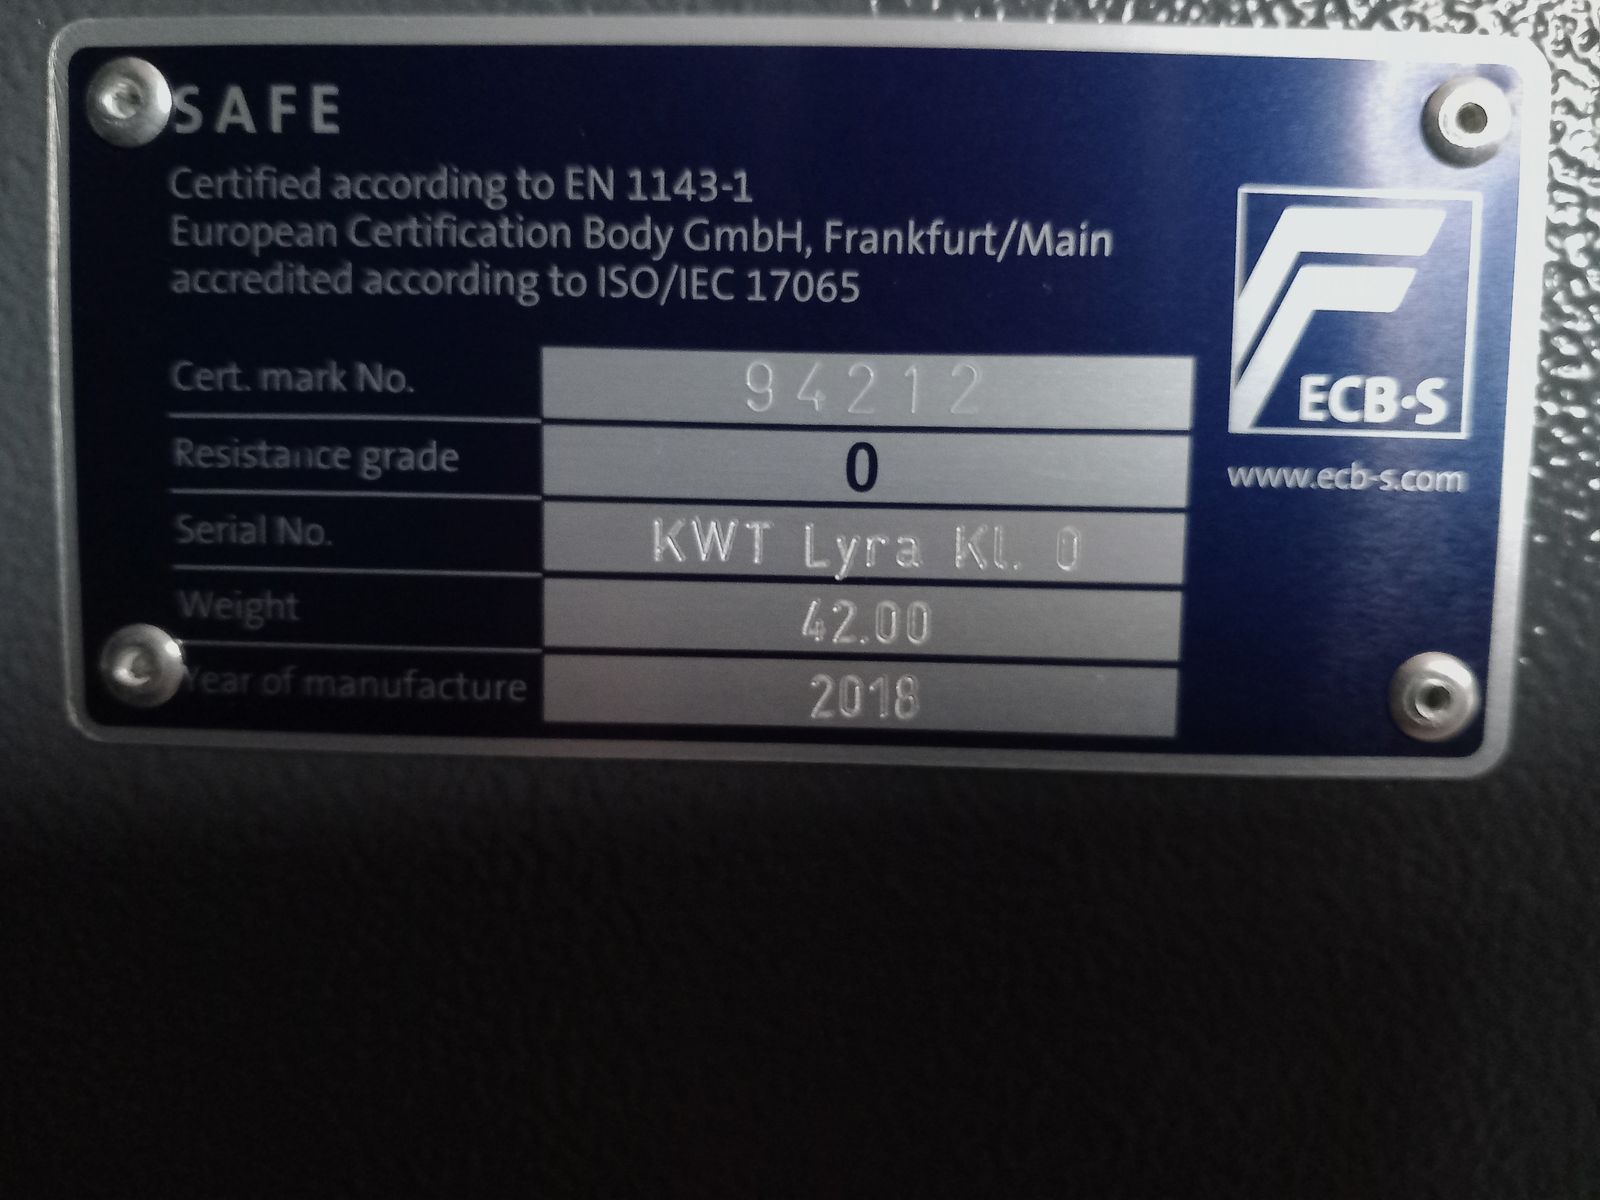 SAFE
Certified according to EN 1143-1
European Certification Body GmbH, Frankfurt/Main
accredited according to ISO/IEC 17065
Cert. mark No. 94212
Resistance grade 0
Serial No. KWT Lyra Kl. 0
Weight 42.00
Year of manufacture 2018
ECB·S
www.ecb-s.com